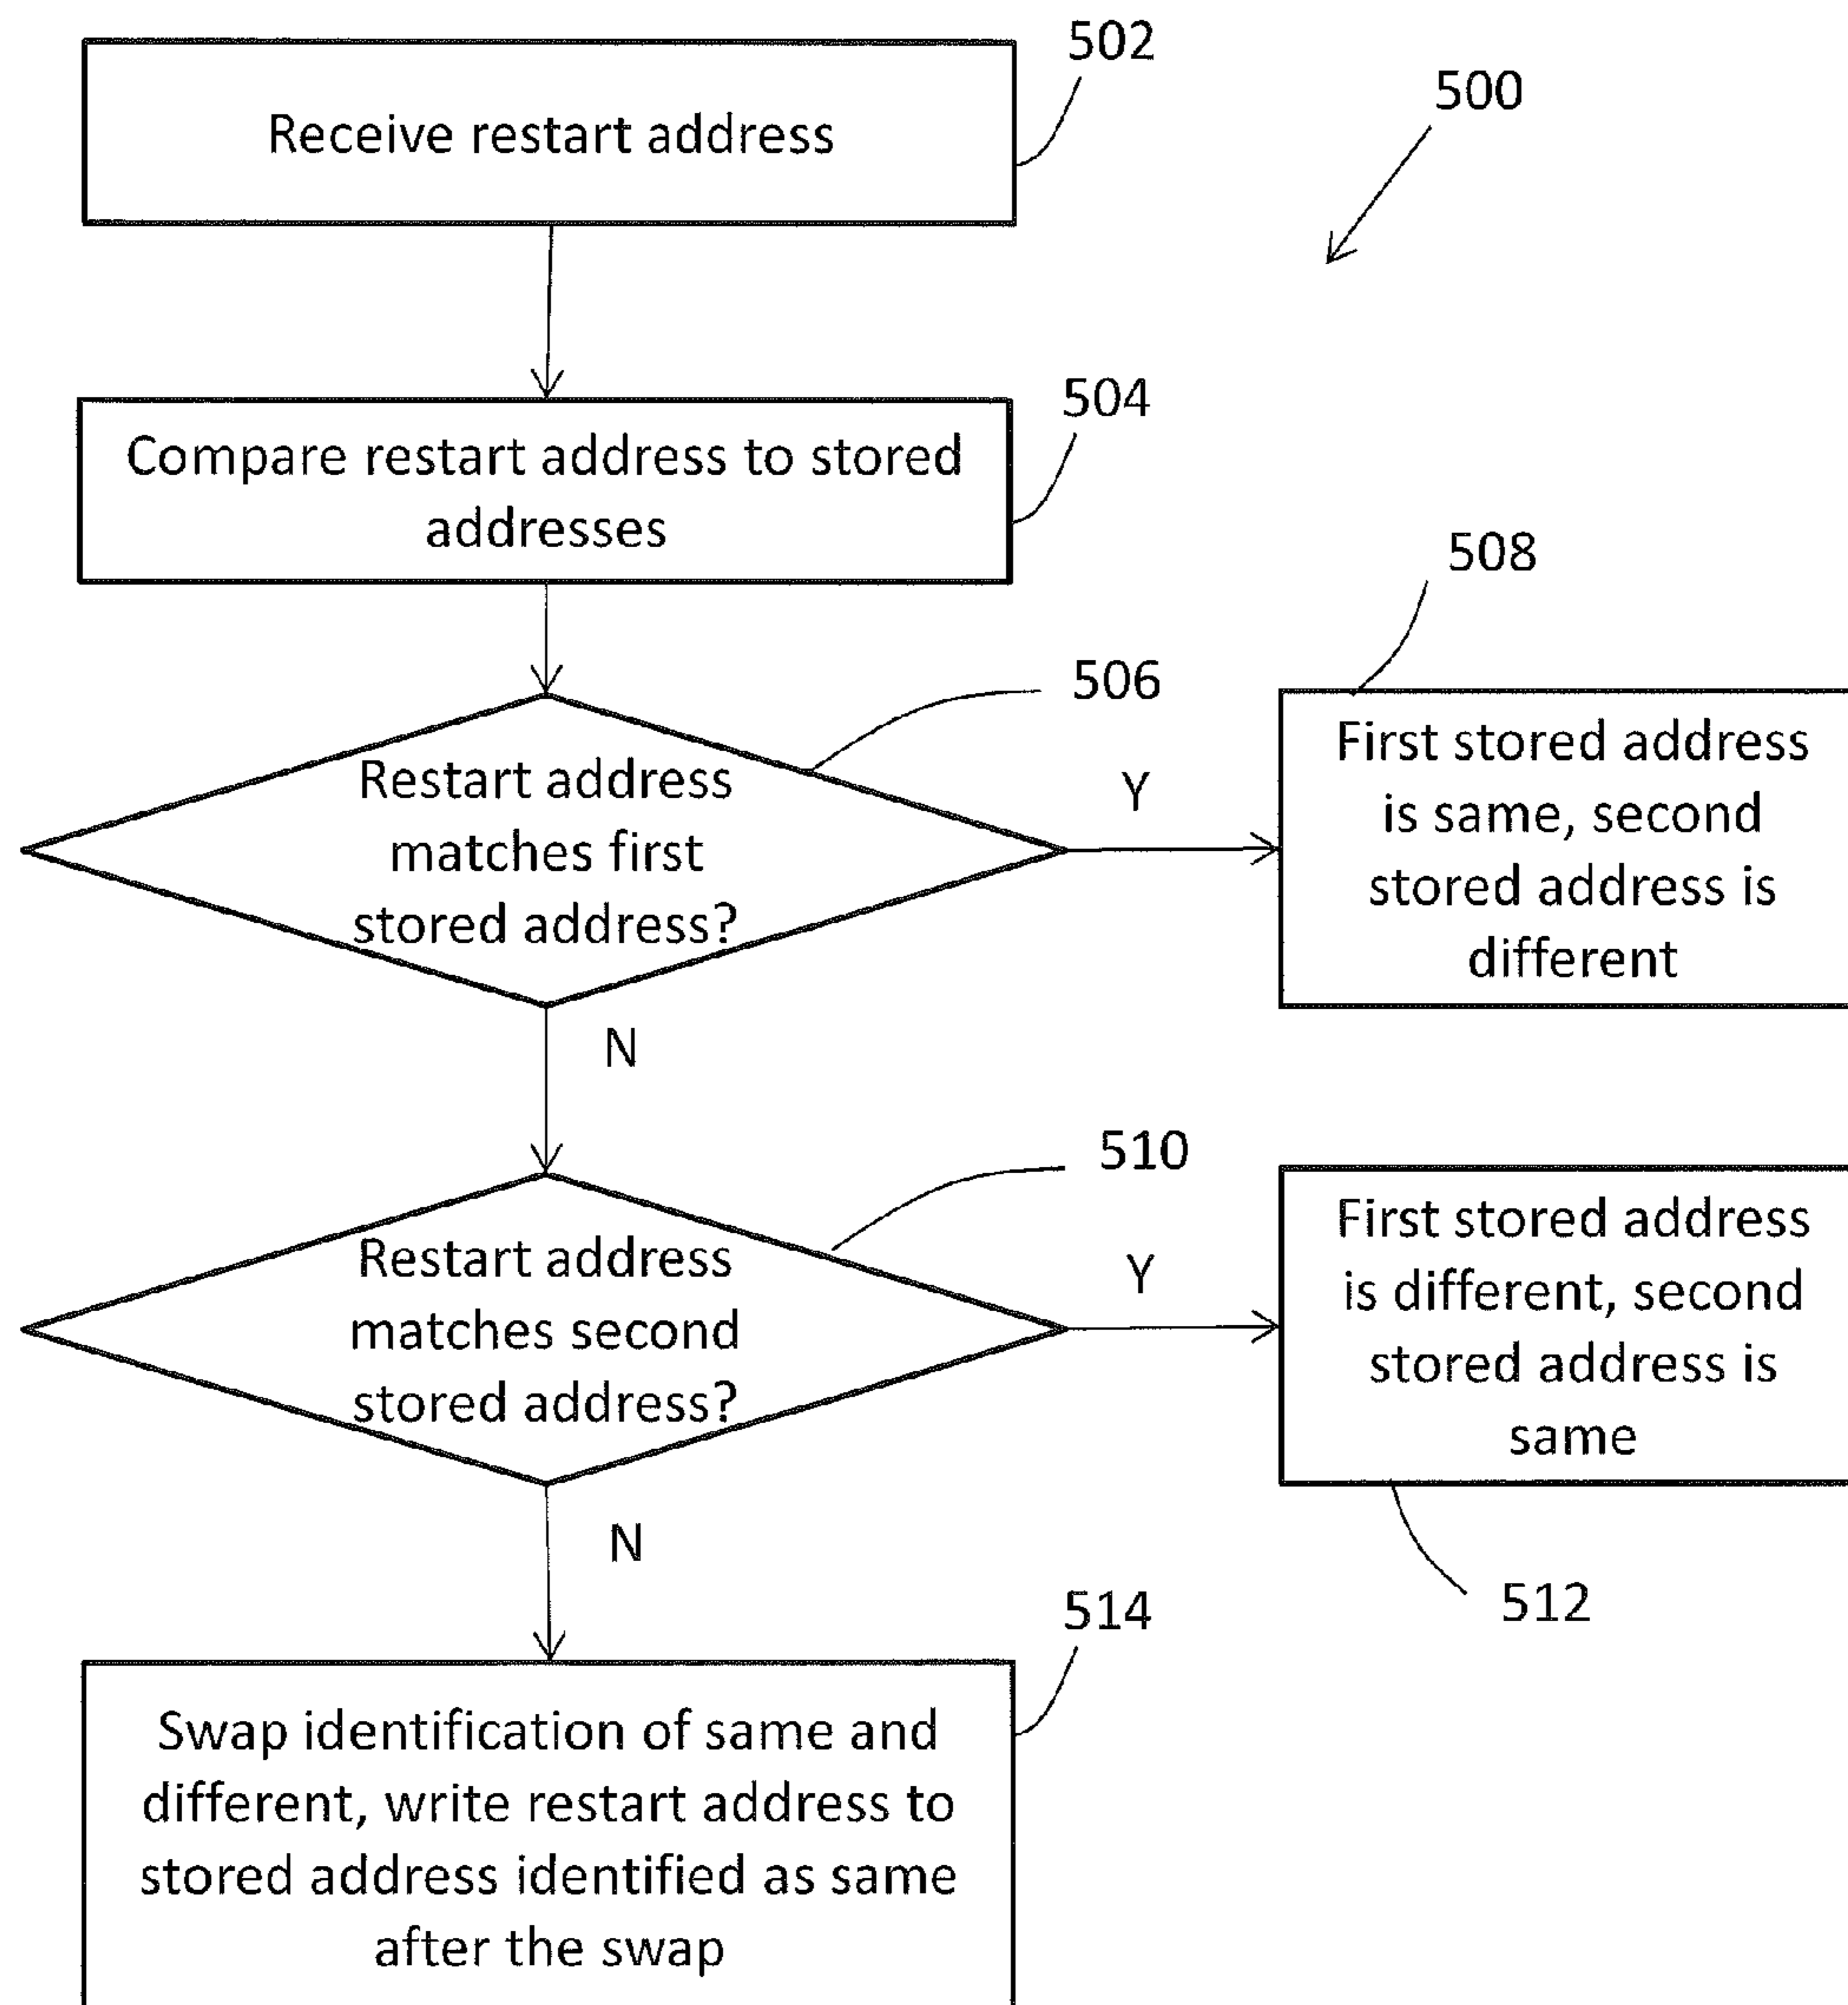 502
Receive restart address
500
504
Compare restart address to stored
addresses
508
506
Restart address
matches first
stored address?
Y
First stored address
is same, second
stored address is
different
N
510
Restart address
matches second
stored address?
Y
First stored address
is different, second
stored address is
same
N
512
514
Swap identification of same and
different, write restart address to
stored address identified as same
after the swap